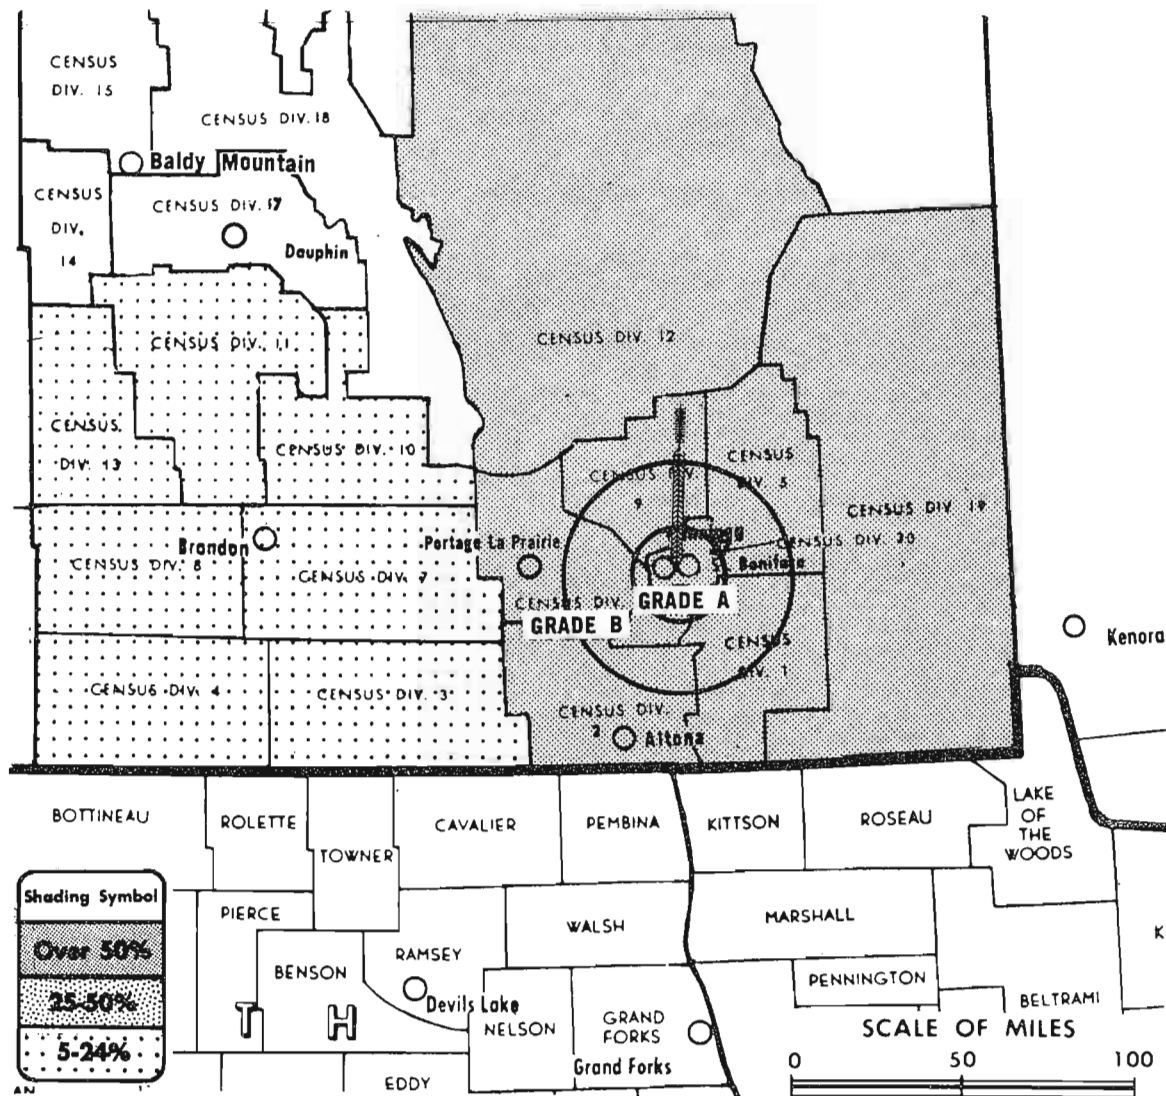 CENSUS
DIV. 15
CENSUS DIV. 18
Baldy Mountain
CENSUS
DIV.
14
CENSUS DIV. 17
Dauphin
CENSUS DIV. 12
CENSUS DIV. 11
CENSUS
DIV. 13
CENSUS DIV. 10
CENSUS DIV.
9
CENSUS
DIV. 5
CENSUS DIV. 19
CENSUS DIV. 20
Brandon
CENSUS DIV. 8
Portage La Prairie
Boniface
CENSUS DIV. 7
CENSUS DIV.
GRADE A
GRADE B
CENSUS
DIV. 1
Kenora
CENSUS DIV. 4
CENSUS DIV. 3
CENSUS DIV.
2
Altona
BOTTINEAU
ROLETTE
TOWNER
CAVALIER
PEMBINA
KITTSON
ROSEAU
LAKE
OF
THE
WOODS
Shading Symbol
Over 50%
25-50%
5-24%
PIERCE
BENSON
RAMSEY
WALSH
MARSHALL
PENNINGTON
BELTRAMI
K
T H
Devils Lake
NELSON
GRAND
FORKS
Grand Forks
EDDY
SCALE OF MILES
0 50 100
AN